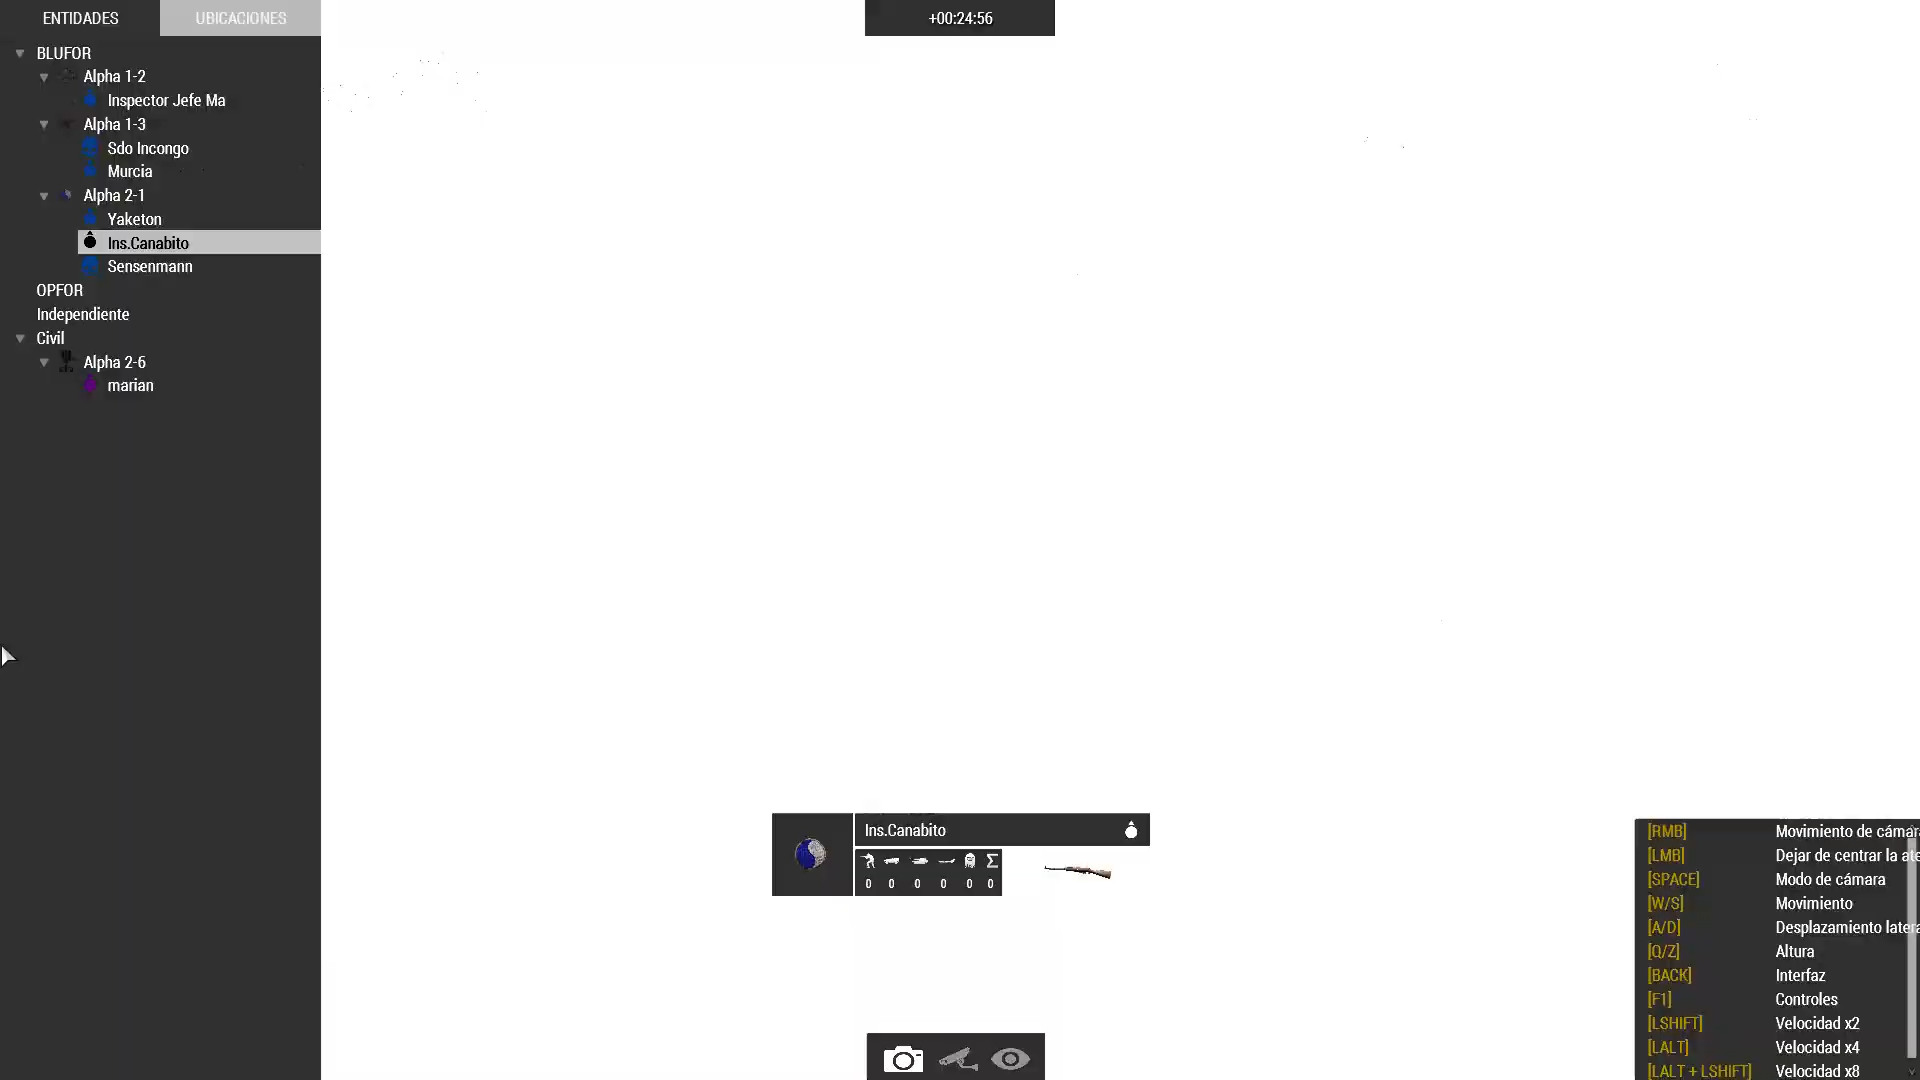 ENTIDADES
UBICACIONES
+00:24:56
BLUFOR
Alpha 1-2
Inspector Jefe Ma
Alpha 1-3
Sdo Incongo
Murcia
Alpha 2-1
Yaketon
Ins.Canabito
Sensenmann
OPFOR
Independiente
Civil
Alpha 2-6
marian
Ins.Canabito
0 0 0 0 0 0
[RMB] Movimiento de cámara
[LMB] Dejar de centrar la ate
[SPACE] Modo de cámara
[W/S] Movimiento
[A/D] Desplazamiento latera
[Q/Z] Altura
[BACK] Interfaz
[F1] Controles
[LSHIFT] Velocidad x2
[LALT] Velocidad x4
[LALT + LSHIFT] Velocidad x8